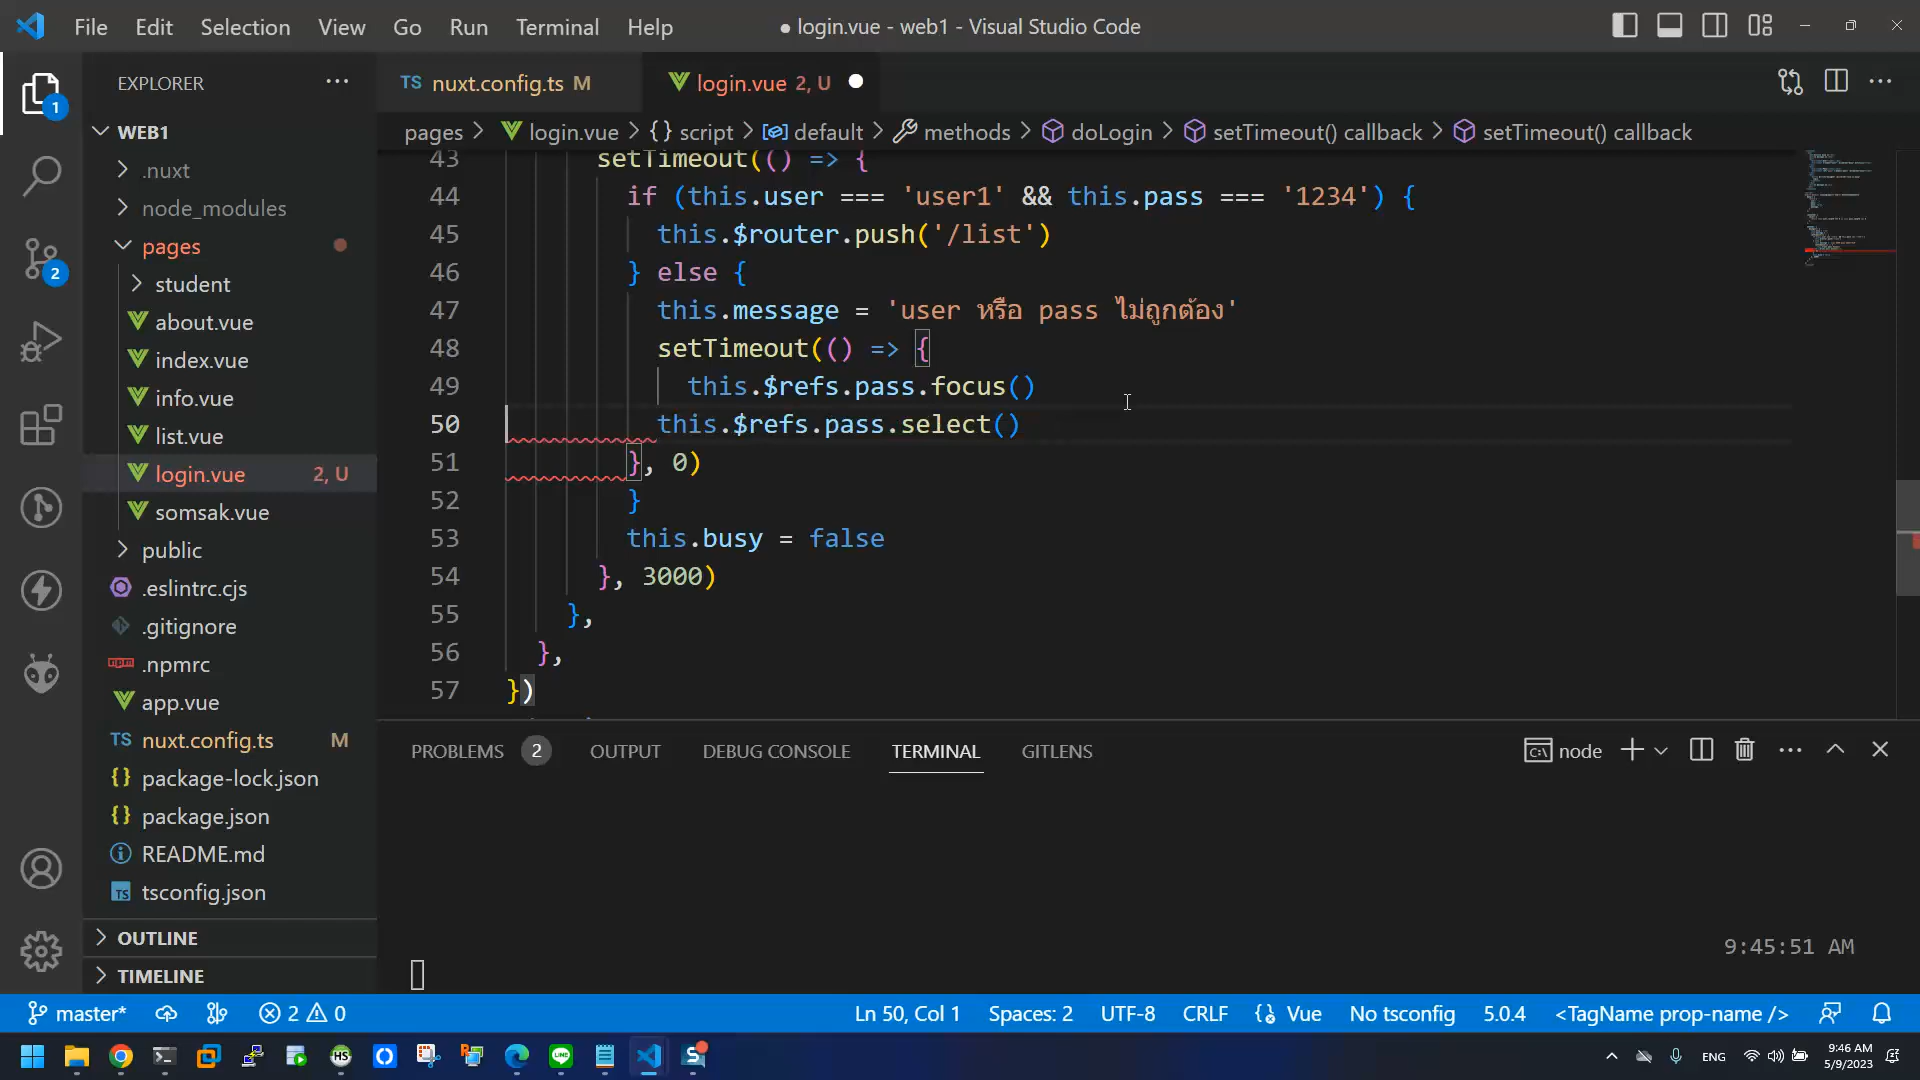 File Edit Selection View Go Run Terminal Help
● login.vue - web1 - Visual Studio Code
EXPLORER
1
2
WEB1
.nuxt
node_modules
pages
student
about.vue
index.vue
info.vue
list.vue
login.vue 2, U
somsak.vue
public
.eslintrc.cjs
.gitignore
.npmrc
app.vue
TS nuxt.config.ts M
{} package-lock.json
{} package.json
README.md
TS tsconfig.json
OUTLINE
TIMELINE
TS nuxt.config.ts M
login.vue 2, U ●
pages > login.vue > {} script > default > methods > doLogin > setTimeout() callback > setTimeout() callback
43 setTimeout(() => {
44 if (this.user === 'user1' && this.pass === '1234') {
45 this.$router.push('/list')
46 } else {
47 this.message = 'user หรือ pass ไม่ถูกต้อง'
48 setTimeout(() => {
49 this.$refs.pass.focus()
50 this.$refs.pass.select()
51 }, 0)
52 }
53 this.busy = false
54 }, 3000)
55 },
56 },
57 })
PROBLEMS 2 OUTPUT DEBUG CONSOLE TERMINAL GITLENS
node
9:45:51 AM
master* 2 0
Ln 50, Col 1 Spaces: 2 UTF-8 CRLF Vue No tsconfig 5.0.4 <TagName prop-name />
HS
LINE
S
ENG
9:46 AM
5/9/2023